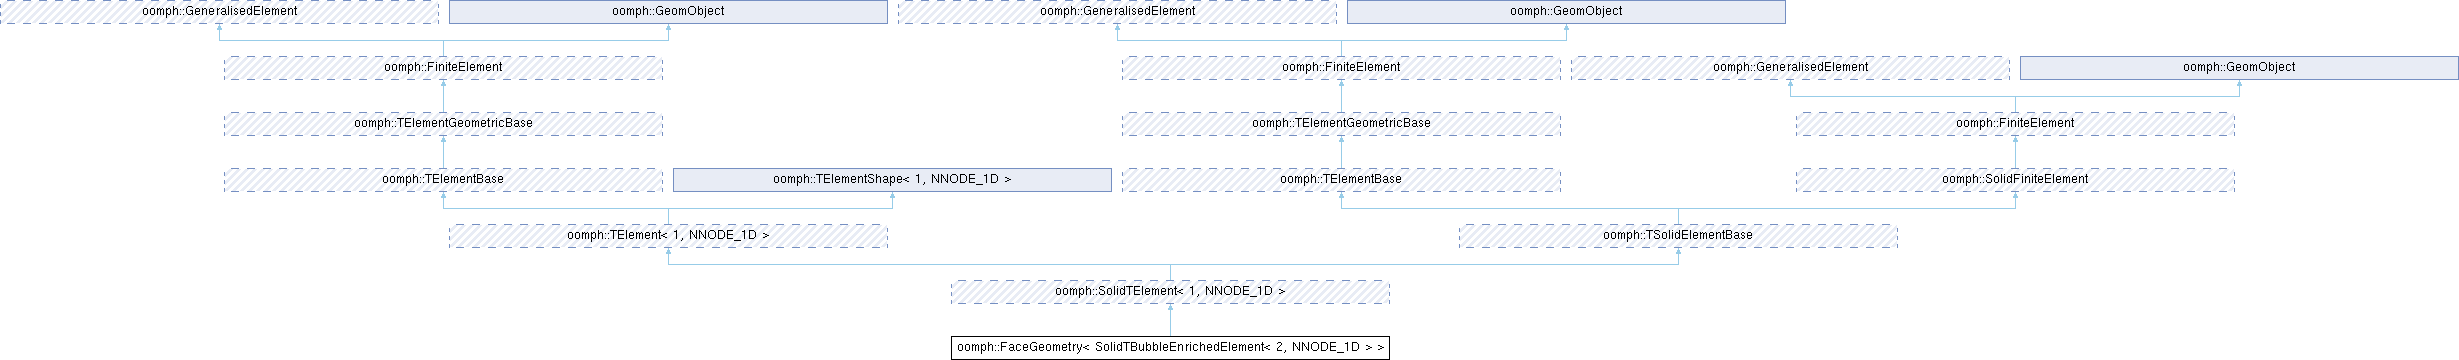 oomph::GeneralisedElement
oomph::GeomObject
oomph::GeneralisedElement
oomph::GeomObject
oomph::FiniteElement
oomph::FiniteElement
oomph::GeneralisedElement
oomph::GeomObject
oomph::TElementGeometricBase
oomph::TElementGeometricBase
oomph::FiniteElement
oomph::TElementBase
oomph::TElementShape< 1, NNODE_1D >
oomph::TElementBase
oomph::SolidFiniteElement
oomph::TElement< 1, NNODE_1D >
oomph::TSolidElementBase
oomph::SolidTElement< 1, NNODE_1D >
oomph::FaceGeometry< SolidTBubbleEnrichedElement< 2, NNODE_1D > >